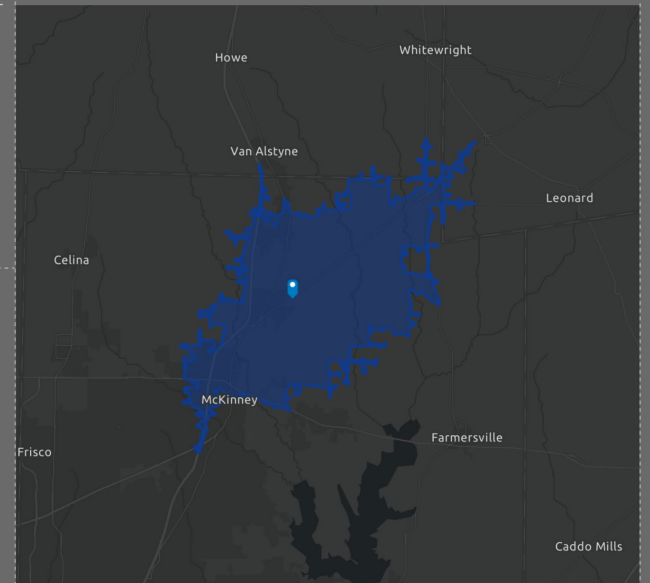 Howe
Whitewright
Van Alstyne
Leonard
Celina
McKinney
Farmersville
Frisco
Caddo Mills